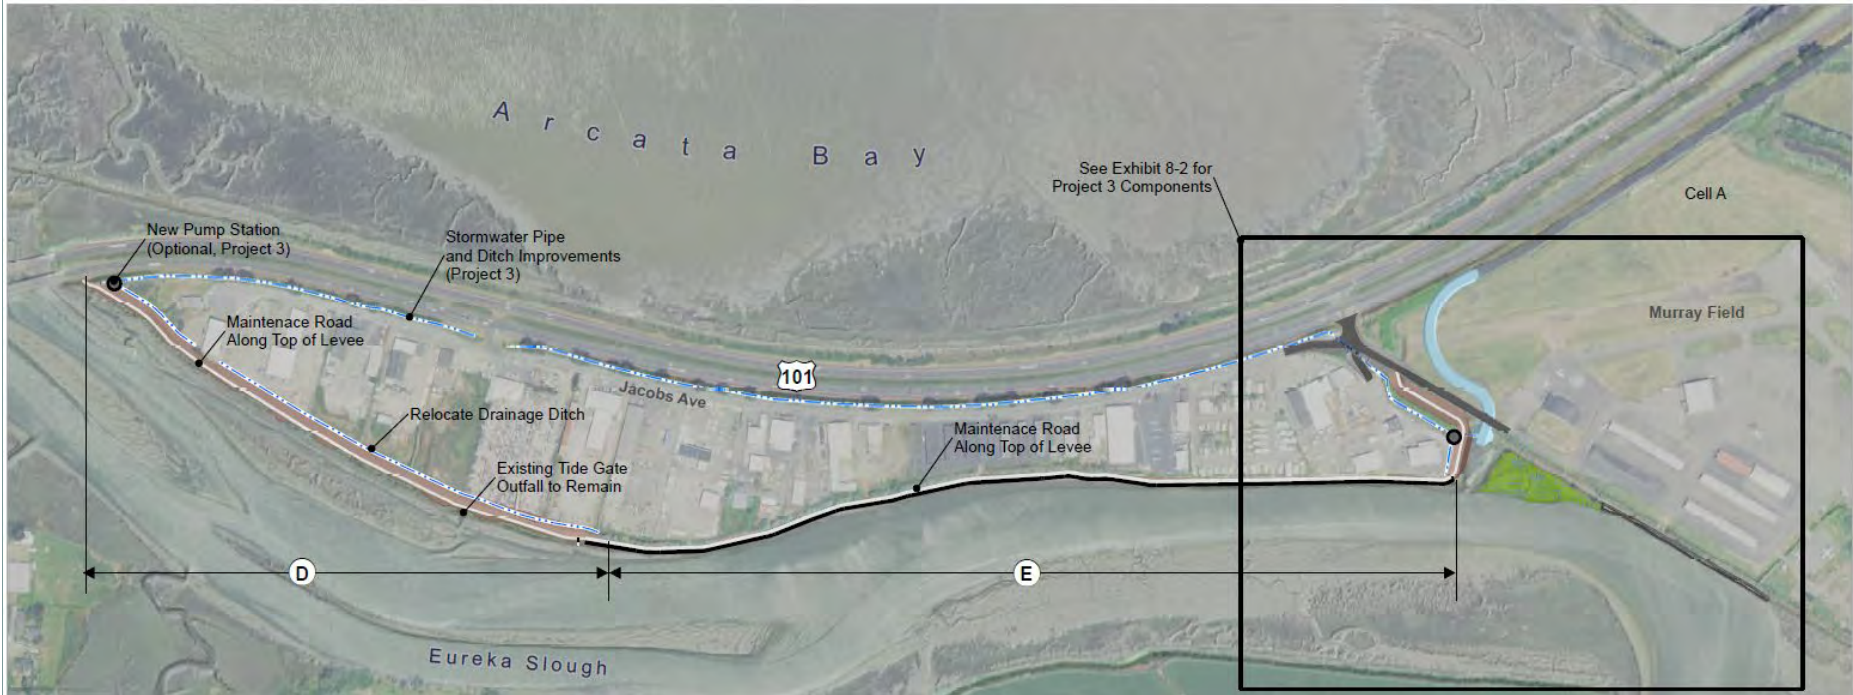 Arcata Bay
See Exhibit 8-2 for
Project 3 Components
Cell A
New Pump Station
(Optional, Project 3)
Stormwater Pipe
and Ditch Improvements
(Project 3)
Murray Field
Maintenace Road
Along Top of Levee
101
Jacobs Ave
Relocate Drainage Ditch
Maintenace Road
Along Top of Levee
Existing Tide Gate
Outfall to Remain
D
E
Eureka Slough